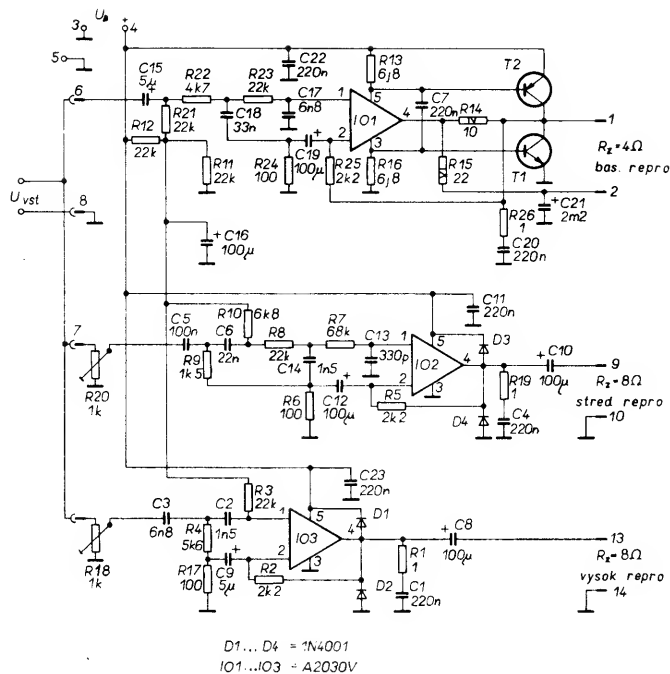 U_B
3
+4
5
C22
220n
R13
6j8
T2
C15
5µ
R22
4k7
R23
22k
C17
6n8
6
1
5
C7
220n
R14
10
IO1
4
1
R21
22k
C18
33n
R12
22k
R11
22k
R24
100
C19
100µ
2
R25
2k2
3
R16
6j8
R15
22
T1
R_z=4Ω
bas. repro
2
U_vst
8
+
C16
100µ
R26
1
C20
220n
+
C21
2m2
R10
6k8
C11
220n
7
C5
100n
C6
22n
R8
22k
R7
68k
C13
330p
1
5
D3
IO2
4
+
C10
100µ
9
R20
1k
R9
1k5
C14
1n5
R6
100
C12
100µ
2
3
R5
2k2
D4
R19
1
C4
220n
R_z=8Ω
stred repro
10
C23
220n
R3
22k
C3
6n8
C2
1n5
1
5
D1
IO3
4
+
C8
100µ
13
R18
1k
R4
5k6
R17
100
C9
5µ
2
3
R2
2k2
D2
R1
1
C1
220n
R_z=8Ω
vysok repro
14
D1...D4 = 1N4001
IO1...IO3 = A2030V